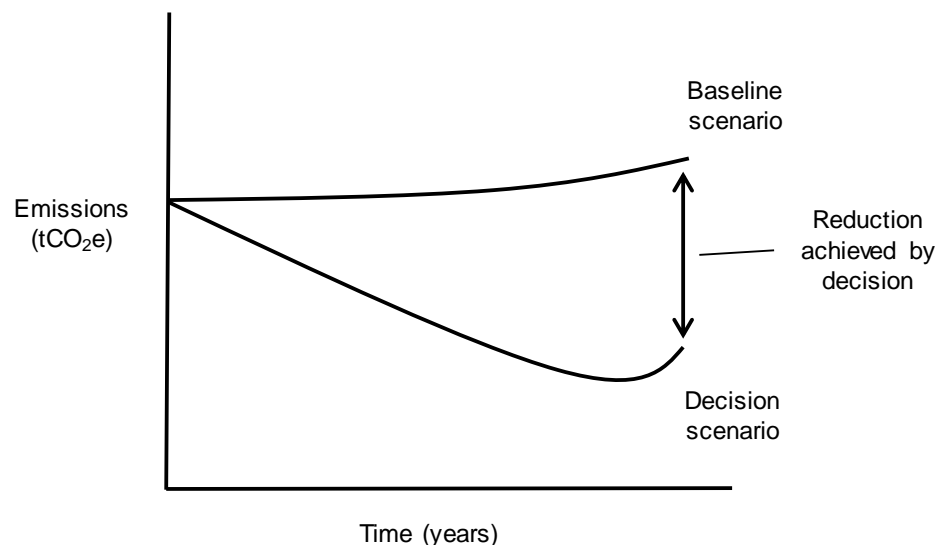 Baseline
scenario
Emissions
(tCO₂e)
Reduction
achieved by
decision
Decision
scenario
Time (years)